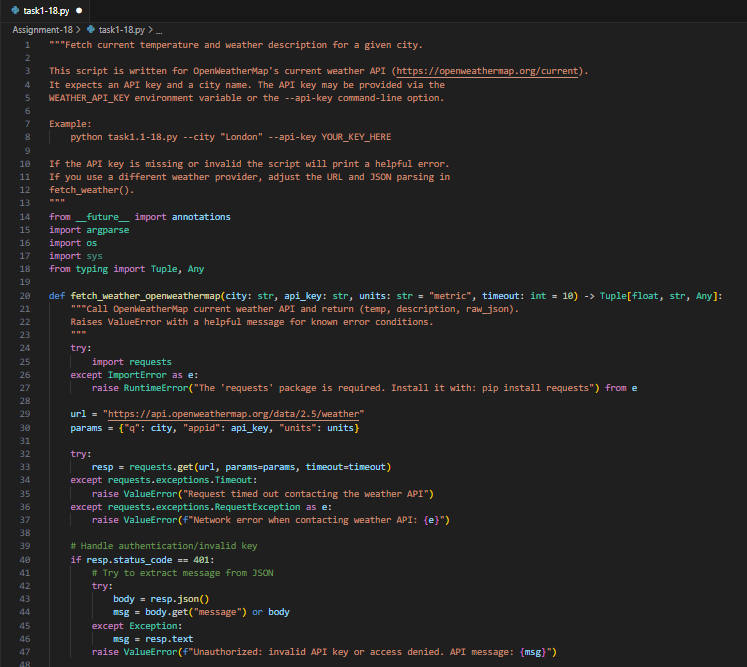 task1-18.py ●
Assignment-18 > task1-18.py > ...
1 """Fetch current temperature and weather description for a given city.
2
3 This script is written for OpenWeatherMap's current weather API (https://openweathermap.org/current).
4 It expects an API key and a city name. The API key may be provided via the
5 WEATHER_API_KEY environment variable or the --api-key command-line option.
6
7 Example:
8     python task1.1-18.py --city "London" --api-key YOUR_KEY_HERE
9
10 If the API key is missing or invalid the script will print a helpful error.
11 If you use a different weather provider, adjust the URL and JSON parsing in
12 fetch_weather().
13 """
14 from __future__ import annotations
15 import argparse
16 import os
17 import sys
18 from typing import Tuple, Any
19
20 def fetch_weather_openweathermap(city: str, api_key: str, units: str = "metric", timeout: int = 10) -> Tuple[float, str, Any]:
21     """Call OpenWeatherMap current weather API and return (temp, description, raw_json).
22     Raises ValueError with a helpful message for known error conditions.
23     """
24     try:
25         import requests
26     except ImportError as e:
27         raise RuntimeError("The 'requests' package is required. Install it with: pip install requests") from e
28
29     url = "https://api.openweathermap.org/data/2.5/weather"
30     params = {"q": city, "appid": api_key, "units": units}
31
32     try:
33         resp = requests.get(url, params=params, timeout=timeout)
34     except requests.exceptions.Timeout:
35         raise ValueError("Request timed out contacting the weather API")
36     except requests.exceptions.RequestException as e:
37         raise ValueError(f"Network error when contacting weather API: {e}")
38
39     # Handle authentication/invalid key
40     if resp.status_code == 401:
41         # Try to extract message from JSON
42         try:
43             body = resp.json()
44             msg = body.get("message") or body
45         except Exception:
46             msg = resp.text
47         raise ValueError(f"Unauthorized: invalid API key or access denied. API message: {msg}")
48